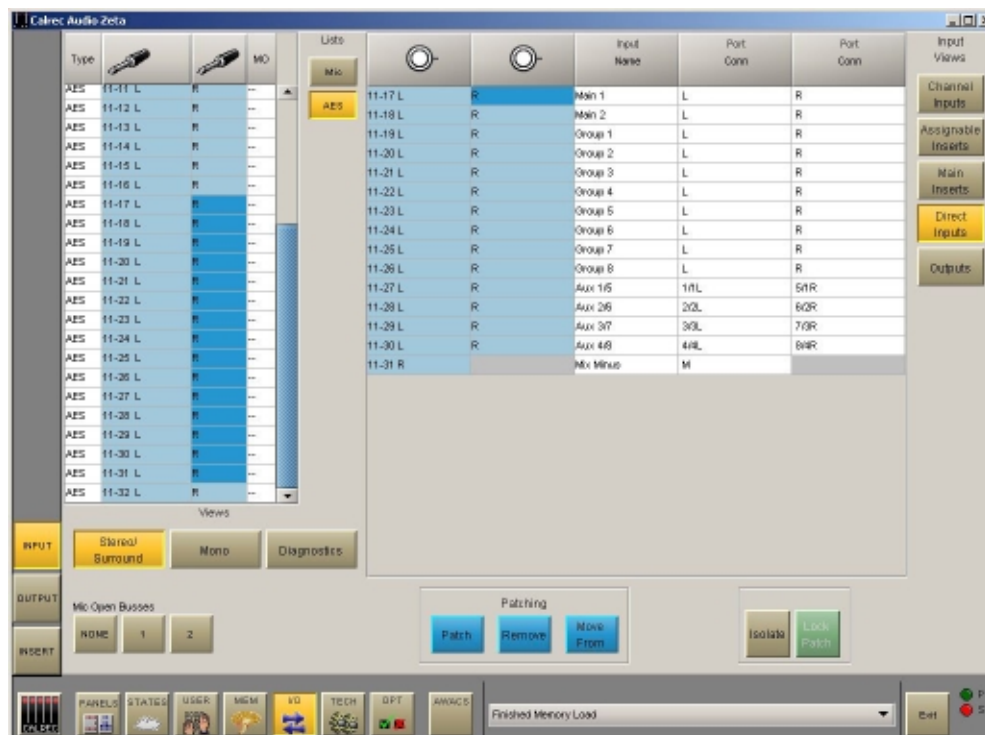 Calrec Audio Zeta
Type MO
AES 11-11 L R --
AES 11-12 L R --
AES 11-13 L R --
AES 11-14 L R --
AES 11-15 L R --
AES 11-16 L R --
AES 11-17 L R --
AES 11-18 L R --
AES 11-19 L R --
AES 11-20 L R --
AES 11-21 L R --
AES 11-22 L R --
AES 11-23 L R --
AES 11-24 L R --
AES 11-25 L R --
AES 11-26 L R --
AES 11-27 L R --
AES 11-28 L R --
AES 11-29 L R --
AES 11-30 L R --
AES 11-31 L R --
AES 11-32 L R --
Lists
Mic
AES
Input Name Port Conn Port Conn
11-17 L R Main 1 L R
11-18 L R Main 2 L R
11-19 L R Group 1 L R
11-20 L R Group 2 L R
11-21 L R Group 3 L R
11-22 L R Group 4 L R
11-23 L R Group 5 L R
11-24 L R Group 6 L R
11-25 L R Group 7 L R
11-26 L R Group 8 L R
11-27 L R Aux 1/5 1/1L 5/1R
11-28 L R Aux 2/6 2/2L 6/2R
11-29 L R Aux 3/7 3/3L 7/3R
11-30 L R Aux 4/8 4/4L 8/4R
11-31 R Mix Minus M
Input
Views
Channel
Inputs
Assignable
Inserts
Main
Inserts
Direct
Inputs
Outputs
Views
Stereo/
Surround
Mono
Diagnostics
INPUT
OUTPUT
INSERT
Mic Open Busses
NONE 1 2
Patching
Patch
Remove
Move
From
Isolate
Lock
Patch
CALREC
PANELS STATES USER MEM I/O TECH OPT AWACS
Finished Memory Load
Exit
P
S